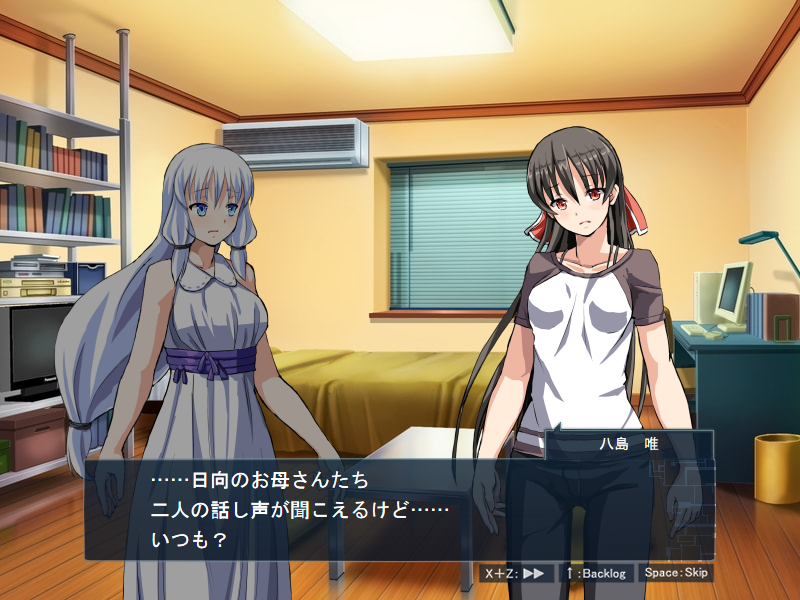 八島　唯
……日向のお母さんたち
二人の話し声が聞こえるけど……
いつも？
X+Z:▶▶ ↑:Backlog Space:Skip